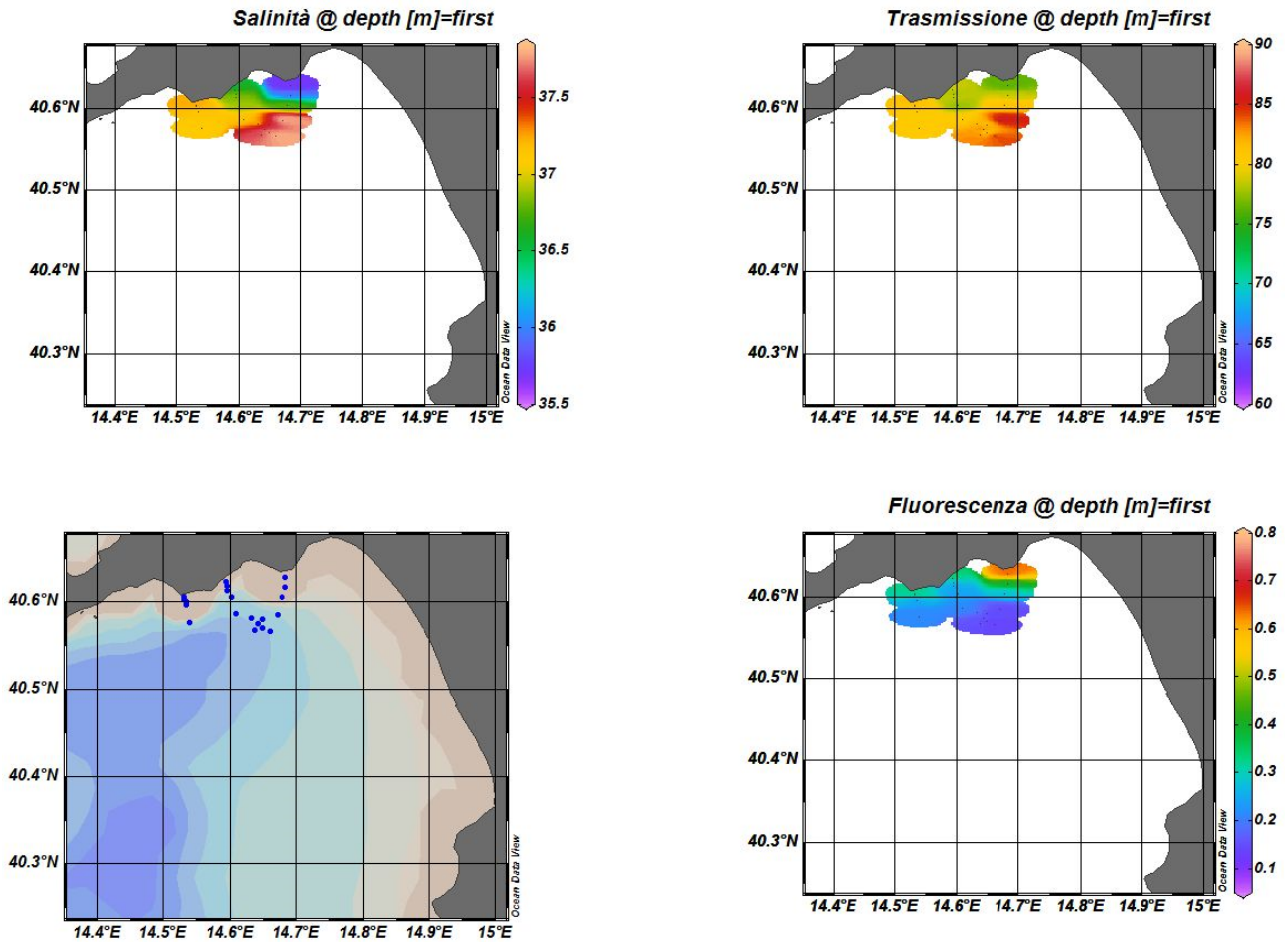 Salinità @ depth [m]=first
40.6°N
40.5°N
40.4°N
40.3°N
14.4°E 14.5°E 14.6°E 14.7°E 14.8°E 14.9°E 15°E
37.5
37
36.5
36
35.5
Ocean Data View
Trasmissione @ depth [m]=first
40.6°N
40.5°N
40.4°N
40.3°N
14.4°E 14.5°E 14.6°E 14.7°E 14.8°E 14.9°E 15°E
90
85
80
75
70
65
60
Ocean Data View
40.6°N
40.5°N
40.4°N
40.3°N
14.4°E 14.5°E 14.6°E 14.7°E 14.8°E 14.9°E 15°E
Ocean Data View
Fluorescenza @ depth [m]=first
40.6°N
40.5°N
40.4°N
40.3°N
14.4°E 14.5°E 14.6°E 14.7°E 14.8°E 14.9°E 15°E
0.8
0.7
0.6
0.5
0.4
0.3
0.2
0.1
Ocean Data View